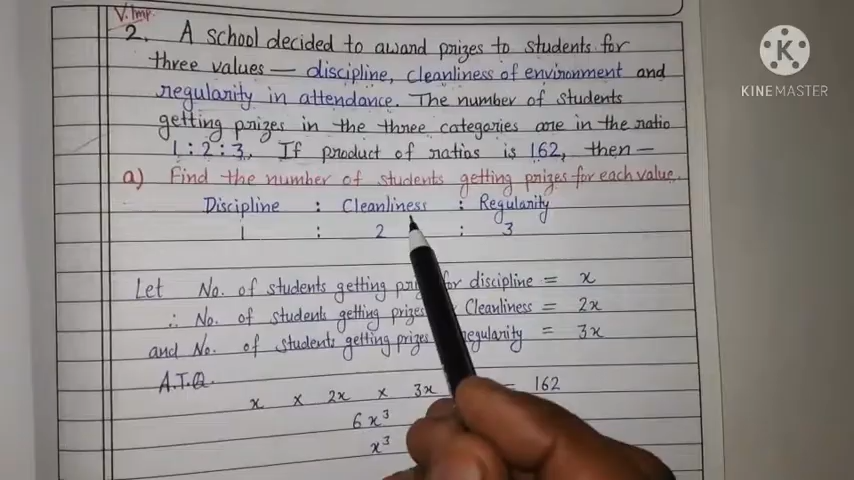 V. Imp.
2. A school decided to award prizes to students for
three values — discipline, cleanliness of environment and
regularity in attendance. The number of students
getting prizes in the three categories are in the ratio
1:2:3. If product of ratios is 162, then —
a) Find the number of students getting prizes for each value.
Discipline : Cleanliness : Regularity
1 : 2 : 3
Let No. of students getting for discipline = x
∴ No. of students getting prizes Cleanliness = 2x
and No. of students getting prizes regularity = 3x
A.T.Q.
x × 2x × 3x = 162
6x³
x³
K
KINEMASTER